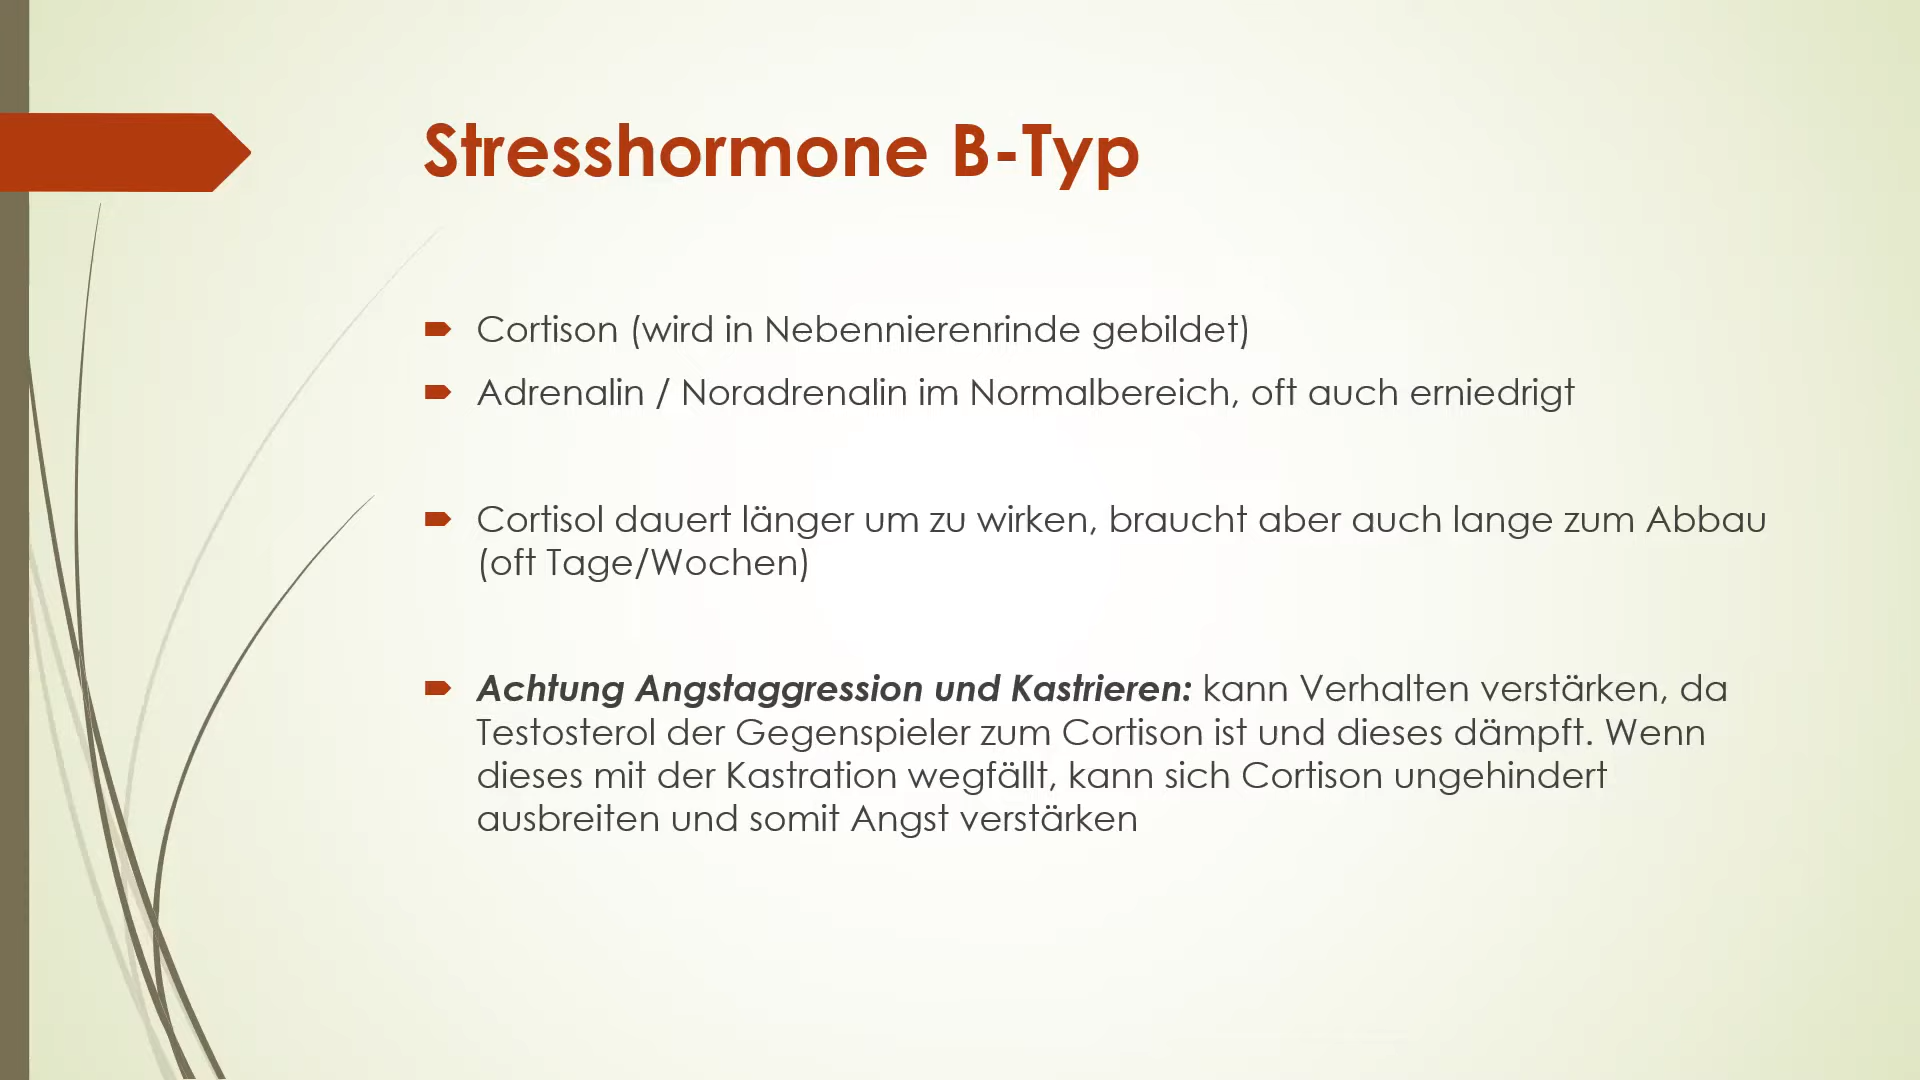 Stresshormone B-Typ
Cortison (wird in Nebennierenrinde gebildet)
Adrenalin / Noradrenalin im Normalbereich, oft auch erniedrigt
Cortisol dauert länger um zu wirken, braucht aber auch lange zum Abbau
(oft Tage/Wochen)
Achtung Angstaggression und Kastrieren: kann Verhalten verstärken, da
Testosterol der Gegenspieler zum Cortison ist und dieses dämpft. Wenn
dieses mit der Kastration wegfällt, kann sich Cortison ungehindert
ausbreiten und somit Angst verstärken